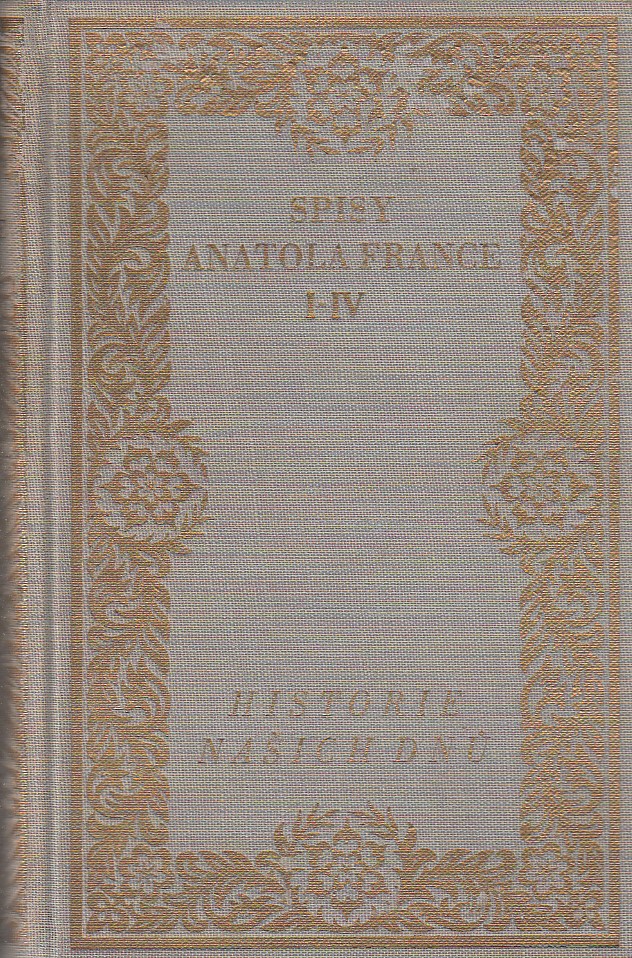 SPISY
ANATOLA FRANCE
I-IV
HISTORIE
NAŠICH DNŮ